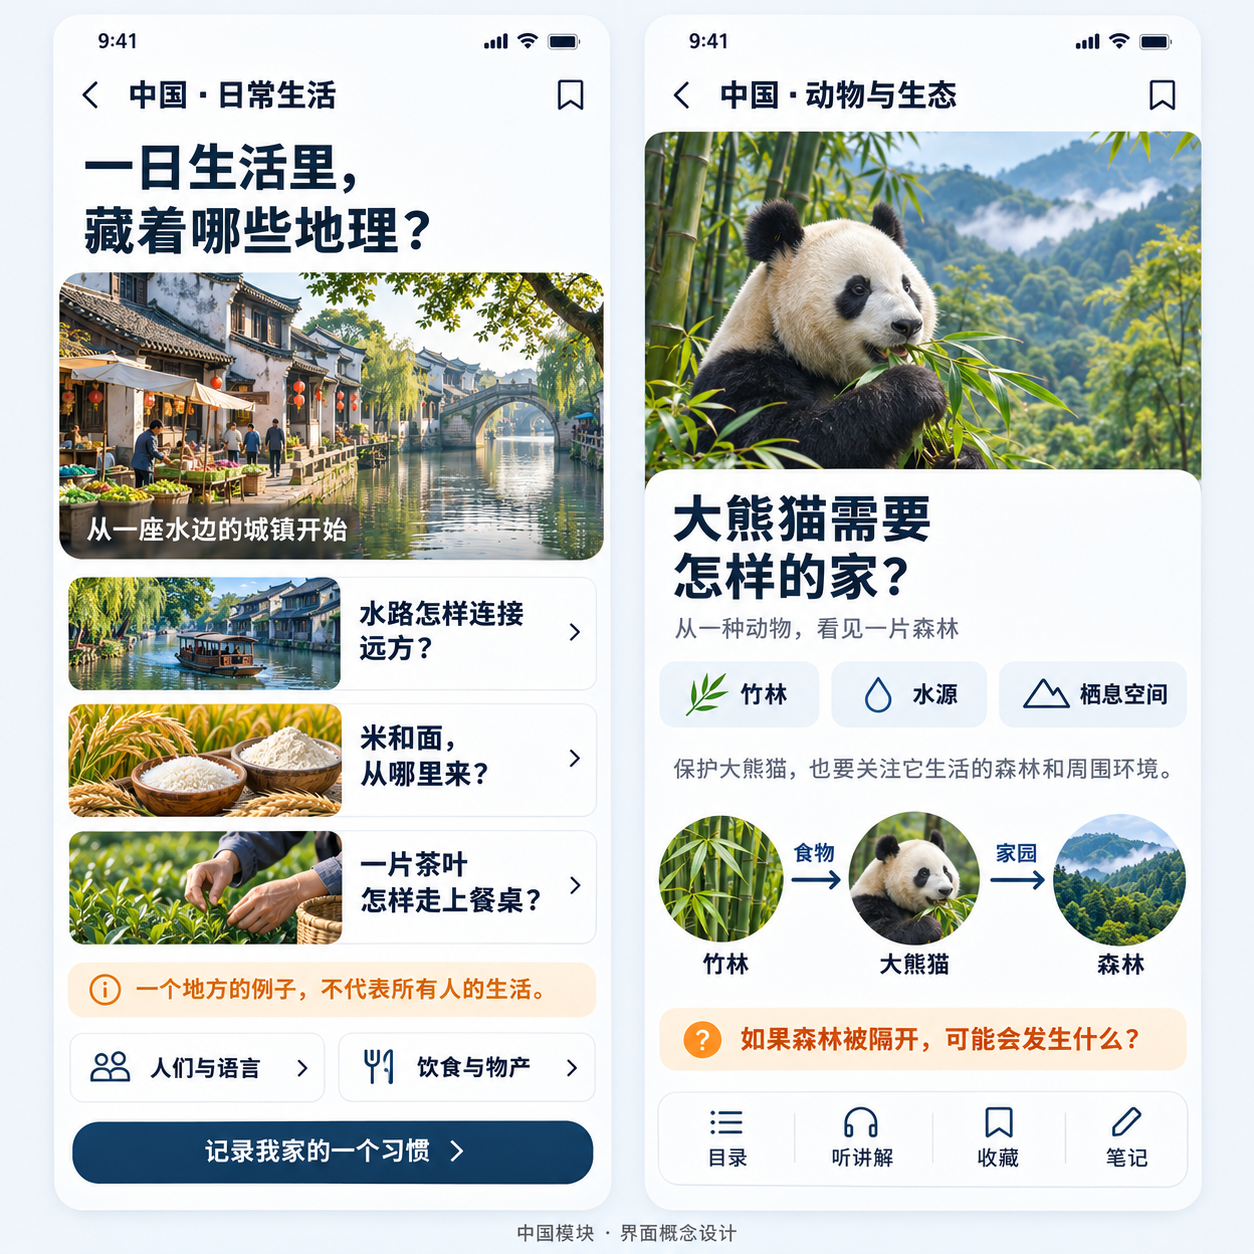 9:41
中国 · 日常生活
一日生活里，
藏着哪些地理？
从一座水边的城镇开始
水路怎样连接
远方？
米和面，
从哪里来？
一片茶叶
怎样走上餐桌？
一个地方的例子，不代表所有人的生活。
人们与语言
饮食与物产
记录我家的一个习惯
9:41
中国 · 动物与生态
大熊猫需要
怎样的家？
从一种动物，看见一片森林
竹林
水源
栖息空间
保护大熊猫，也要关注它生活的森林和周围环境。
食物
家园
竹林
大熊猫
森林
如果森林被隔开，可能会发生什么？
目录
听讲解
收藏
笔记
中国模块 · 界面概念设计